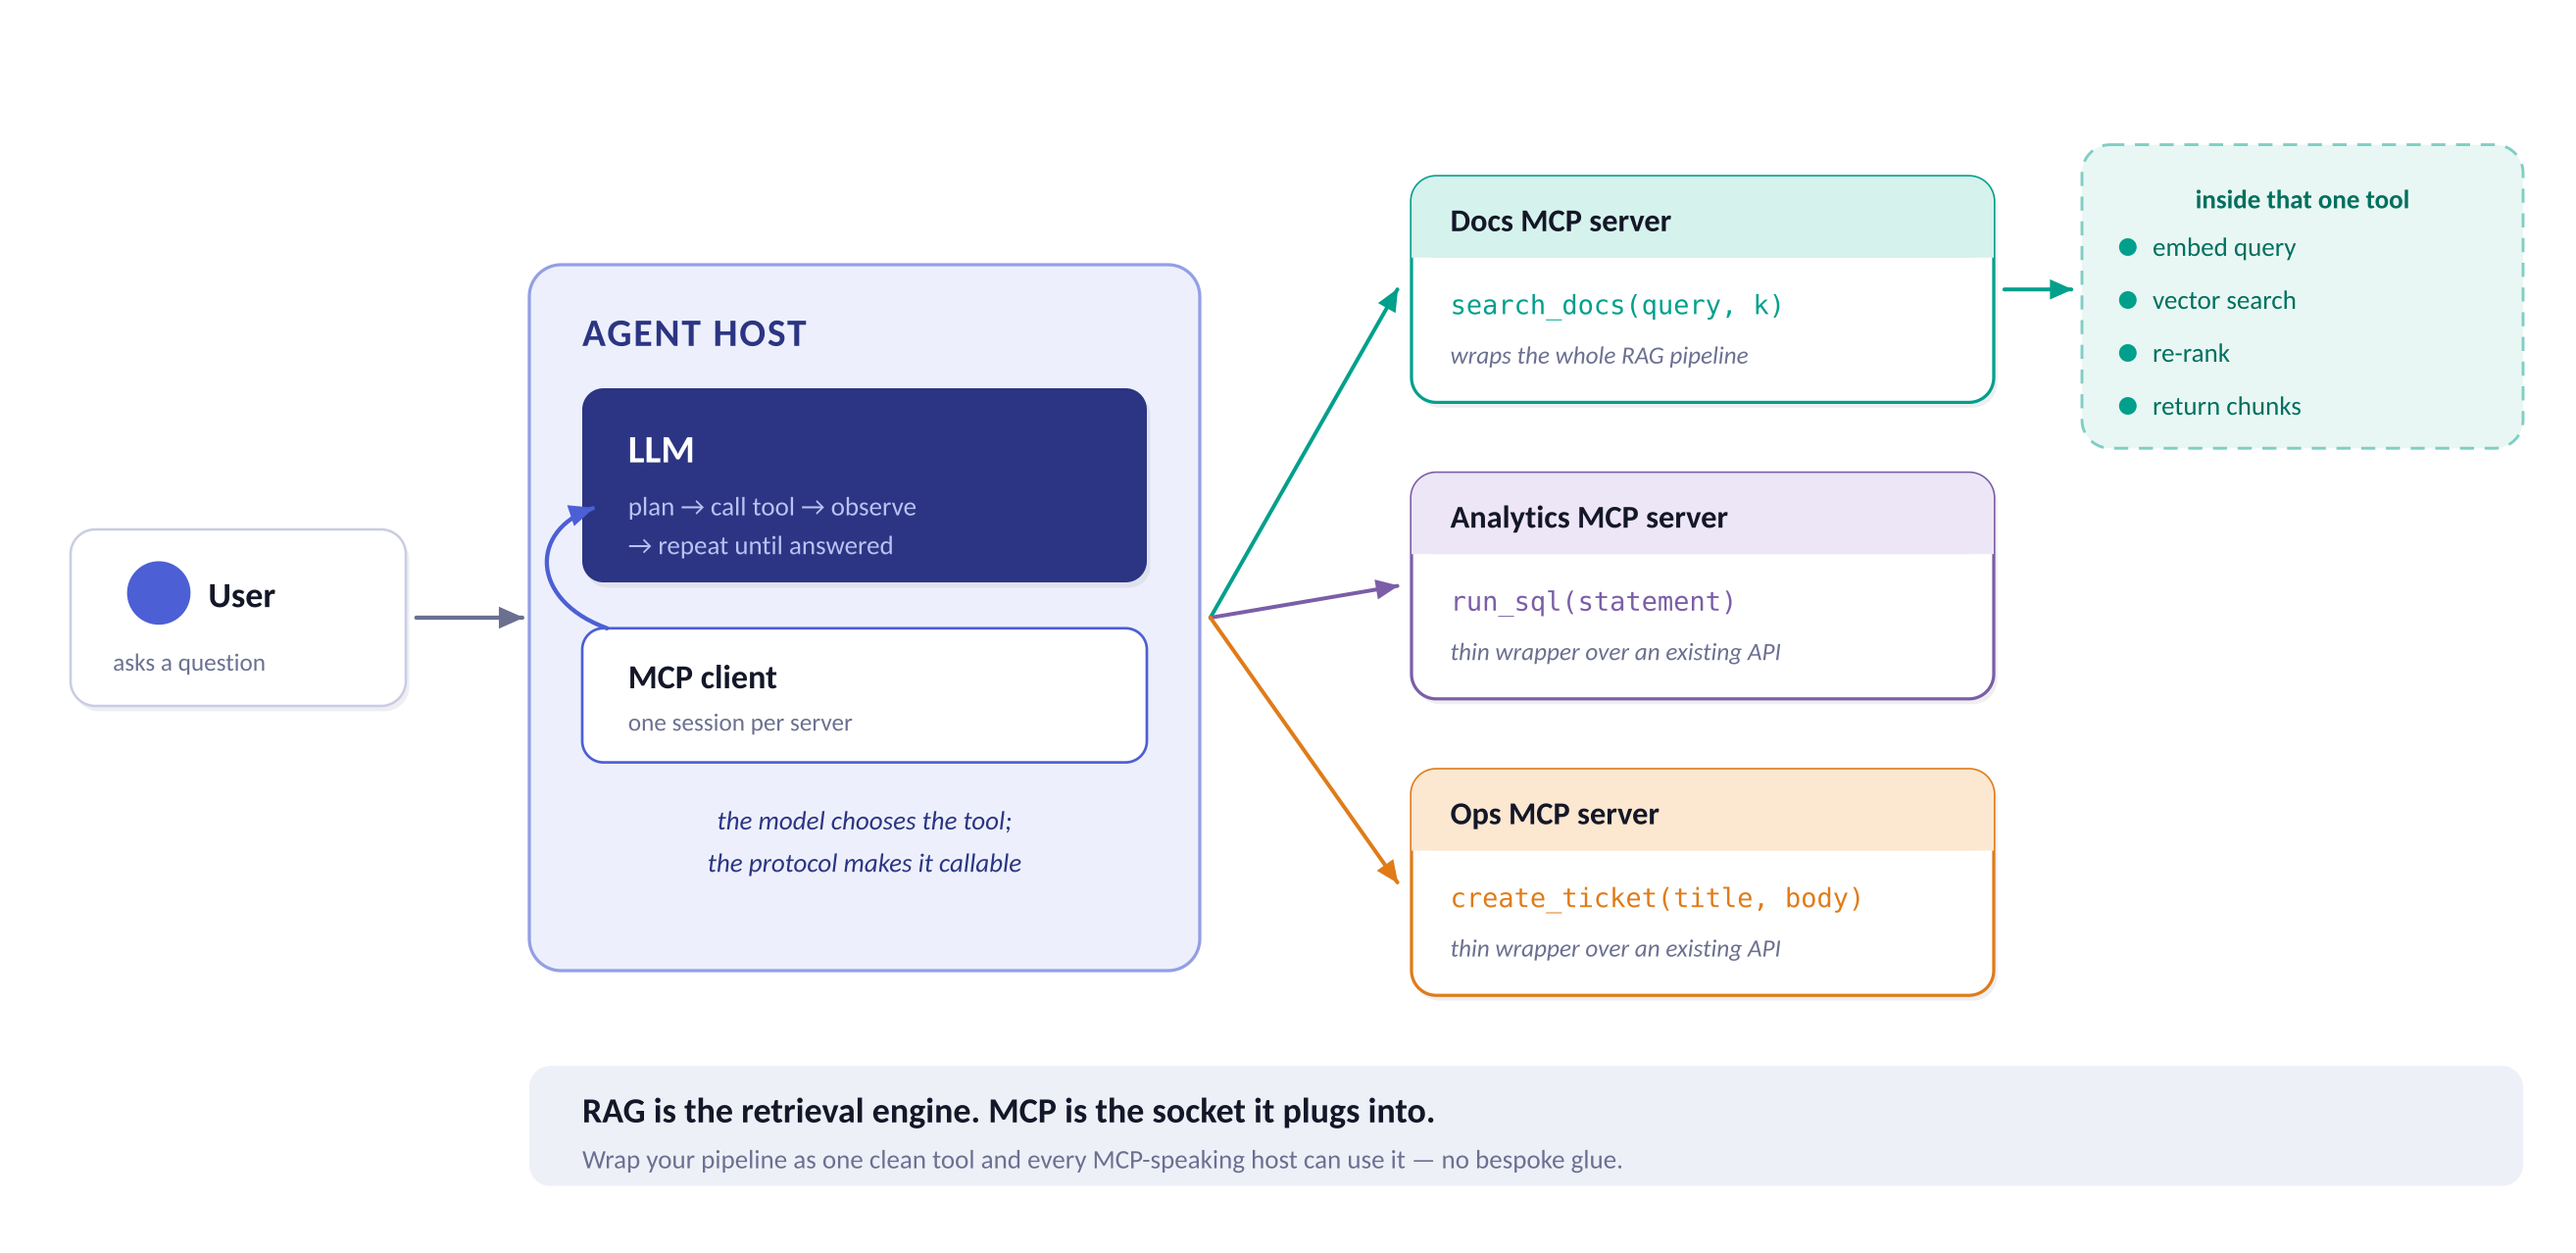 User
asks a question
AGENT HOST
LLM
plan → call tool → observe
→ repeat until answered
MCP client
one session per server
the model chooses the tool;
the protocol makes it callable
Docs MCP server
search_docs(query, k)
wraps the whole RAG pipeline
inside that one tool
embed query
vector search
re-rank
return chunks
Analytics MCP server
run_sql(statement)
thin wrapper over an existing API
Ops MCP server
create_ticket(title, body)
thin wrapper over an existing API
RAG is the retrieval engine. MCP is the socket it plugs into.
Wrap your pipeline as one clean tool and every MCP-speaking host can use it — no bespoke glue.